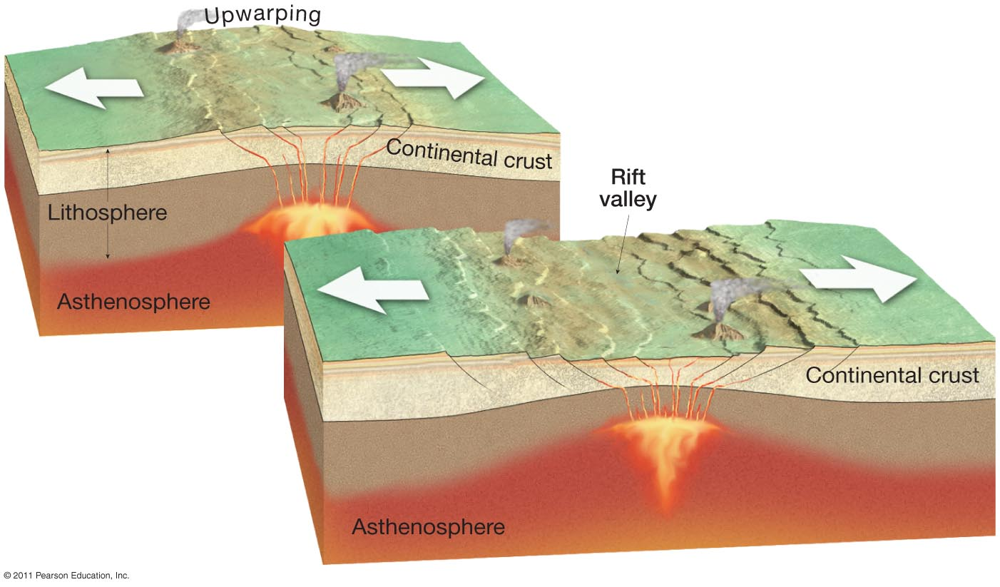 Upwarping
Continental crust
Lithosphere
Asthenosphere
Rift
valley
Continental crust
Asthenosphere
© 2011 Pearson Education, Inc.